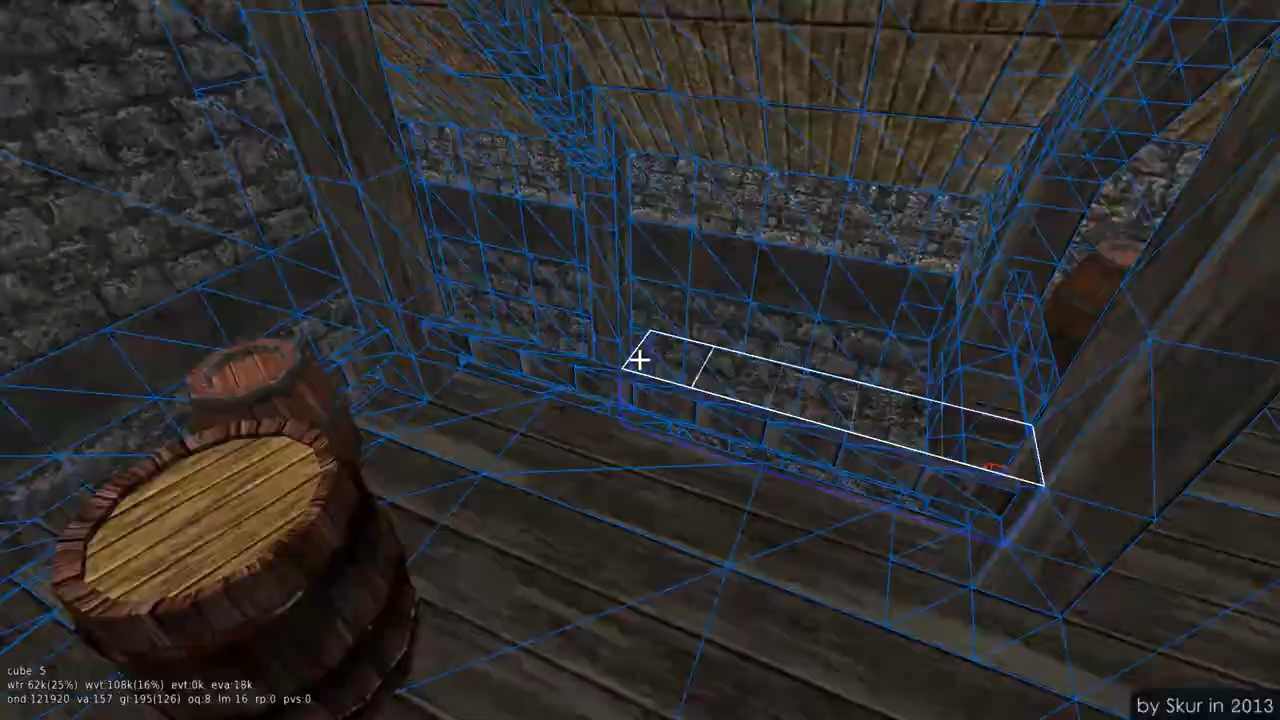 cube 5
wtr:62k(25%) wvt:108k(16%) evt:0k eva:18k
ond:121920 va:157 gl:195(126) oq:8 lm:16 rp:0 pvs:0
by Skur in 2013